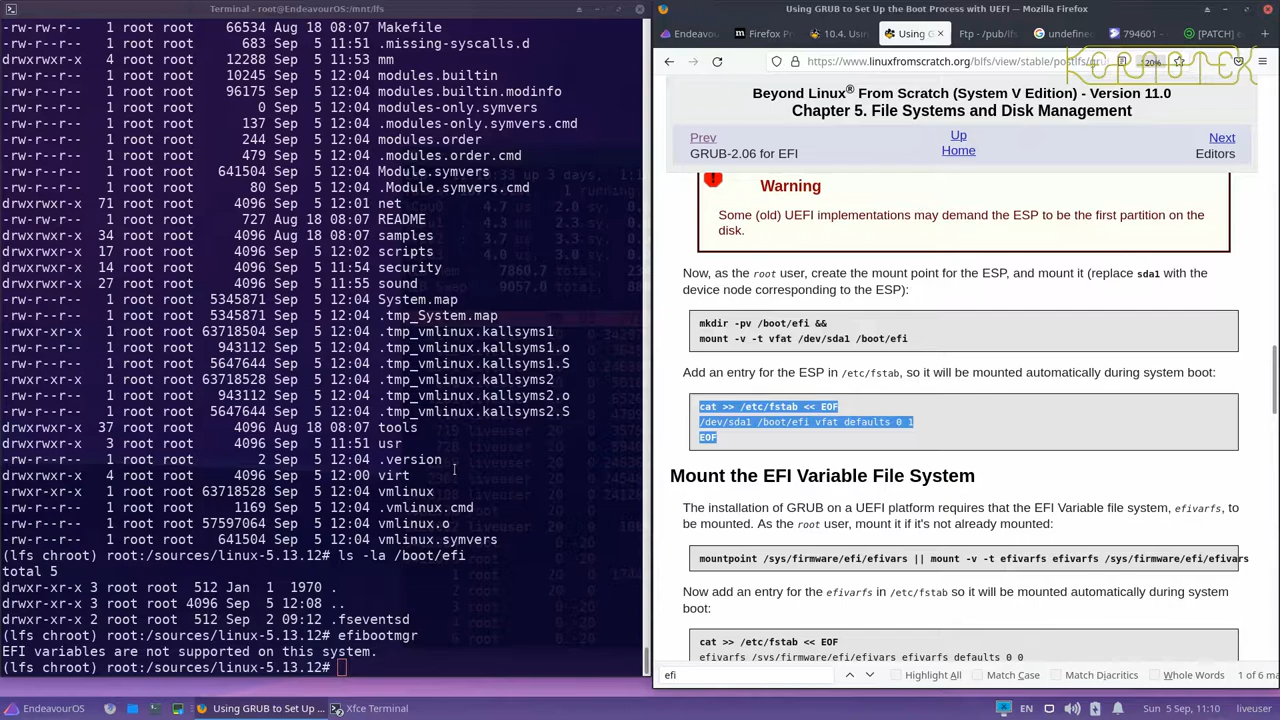 Terminal - root@EndeavourOS:/mnt/lfs
-rw-rw-r-- 1 root root 66534 Aug 18 08:07 Makefile
-rw-r--r-- 1 root root 683 Sep 5 11:51 .missing-syscalls.d
drwxrwxr-x 4 root root 12288 Sep 5 11:53 mm
-rw-r--r-- 1 root root 10245 Sep 5 12:04 modules.builtin
-rw-r--r-- 1 root root 96175 Sep 5 12:04 modules.builtin.modinfo
-rw-r--r-- 1 root root 0 Sep 5 12:04 modules-only.symvers
-rw-r--r-- 1 root root 137 Sep 5 12:04 .modules-only.symvers.cmd
-rw-r--r-- 1 root root 244 Sep 5 12:04 modules.order
-rw-r--r-- 1 root root 479 Sep 5 12:04 .modules.order.cmd
-rw-r--r-- 1 root root 641504 Sep 5 12:04 Module.symvers
-rw-r--r-- 1 root root 80 Sep 5 12:04 .Module.symvers.cmd
drwxrwxr-x 71 root root 4096 Sep 5 12:01 net
-rw-rw-r-- 1 root root 727 Aug 18 08:07 README
drwxrwxr-x 34 root root 4096 Aug 18 08:07 samples
drwxrwxr-x 17 root root 4096 Sep 5 12:02 scripts
drwxrwxr-x 14 root root 4096 Sep 5 11:54 security
drwxrwxr-x 27 root root 4096 Sep 5 11:55 sound
-rw-r--r-- 1 root root 5345871 Sep 5 12:04 System.map
-rw-r--r-- 1 root root 5345871 Sep 5 12:04 .tmp_System.map
-rwxr-xr-x 1 root root 63718504 Sep 5 12:04 .tmp_vmlinux.kallsyms1
-rw-r--r-- 1 root root 943112 Sep 5 12:04 .tmp_vmlinux.kallsyms1.o
-rw-r--r-- 1 root root 5647644 Sep 5 12:04 .tmp_vmlinux.kallsyms1.S
-rwxr-xr-x 1 root root 63718528 Sep 5 12:04 .tmp_vmlinux.kallsyms2
-rw-r--r-- 1 root root 943112 Sep 5 12:04 .tmp_vmlinux.kallsyms2.o
-rw-r--r-- 1 root root 5647644 Sep 5 12:04 .tmp_vmlinux.kallsyms2.S
drwxrwxr-x 37 root root 4096 Aug 18 08:07 tools
drwxrwxr-x 3 root root 4096 Sep 5 11:51 usr
-rw-r--r-- 1 root root 2 Sep 5 12:04 .version
drwxrwxr-x 4 root root 4096 Sep 5 12:00 virt
-rwxr-xr-x 1 root root 63718528 Sep 5 12:04 vmlinux
-rw-r--r-- 1 root root 1169 Sep 5 12:04 .vmlinux.cmd
-rw-r--r-- 1 root root 57597064 Sep 5 12:04 vmlinux.o
-rw-r--r-- 1 root root 641504 Sep 5 12:04 vmlinux.symvers
(lfs chroot) root:/sources/linux-5.13.12# ls -la /boot/efi
total 5
drwxr-xr-x 3 root root 512 Jan 1 1970 .
drwxr-xr-x 3 root root 4096 Sep 5 12:08 ..
drwxr-xr-x 2 root root 512 Sep 2 09:12 .fseventsd
(lfs chroot) root:/sources/linux-5.13.12# efibootmgr
EFI variables are not supported on this system.
(lfs chroot) root:/sources/linux-5.13.12#
Using GRUB to Set Up the Boot Process with UEFI — Mozilla Firefox
Endeavou
Firefox Pr
10.4. Usin
Using G
Ftp - /pub/lfs
undefined
794601 -
[PATCH] e
https://www.linuxfromscratch.org/blfs/view/stable/postlfs/gru
120%
Beyond Linux® From Scratch (System V Edition) - Version 11.0
Chapter 5. File Systems and Disk Management
Prev
Up
Next
GRUB-2.06 for EFI
Home
Editors
Warning
Some (old) UEFI implementations may demand the ESP to be the first partition on the
disk.
Now, as the root user, create the mount point for the ESP, and mount it (replace sda1 with the
device node corresponding to the ESP):
mkdir -pv /boot/efi &&
mount -v -t vfat /dev/sda1 /boot/efi
Add an entry for the ESP in /etc/fstab, so it will be mounted automatically during system boot:
cat >> /etc/fstab << EOF
/dev/sda1 /boot/efi vfat defaults 0 1
EOF
Mount the EFI Variable File System
The installation of GRUB on a UEFI platform requires that the EFI Variable file system, efivarfs, to
be mounted. As the root user, mount it if it's not already mounted:
mountpoint /sys/firmware/efi/efivars || mount -v -t efivarfs efivarfs /sys/firmware/efi/efivars
Now add an entry for the efivarfs in /etc/fstab so it will be mounted automatically during system
boot:
cat >> /etc/fstab << EOF
efivarfs /sys/firmware/efi/efivars efivarfs defaults 0 0
efi
Highlight All
Match Case
Match Diacritics
Whole Words
1 of 6 ma
EndeavourOS
Using GRUB to Set Up ...
Xfce Terminal
EN
Sun 5 Sep, 11:10
liveuser